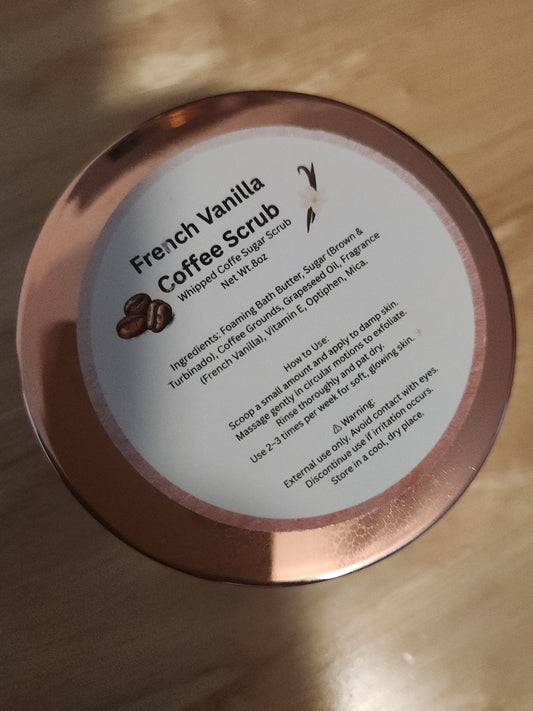 French Vanilla
Coffee Scrub
Whipped Coffe Sugar Scrub
Net Wt.8oz
Ingredients: Foaming Bath Butter, Sugar (Brown &
Turbinado), Coffee Grounds, Grapeseed Oil, Fragrance
(French Vanilla), Vitamin E, Optiphen, Mica.
How to Use:
Scoop a small amount and apply to damp skin.
Massage gently in circular motions to exfoliate.
Rinse thoroughly and pat dry.
Use 2–3 times per week for soft, glowing skin.
⚠ Warning:
External use only. Avoid contact with eyes.
Discontinue use if irritation occurs.
Store in a cool, dry place.